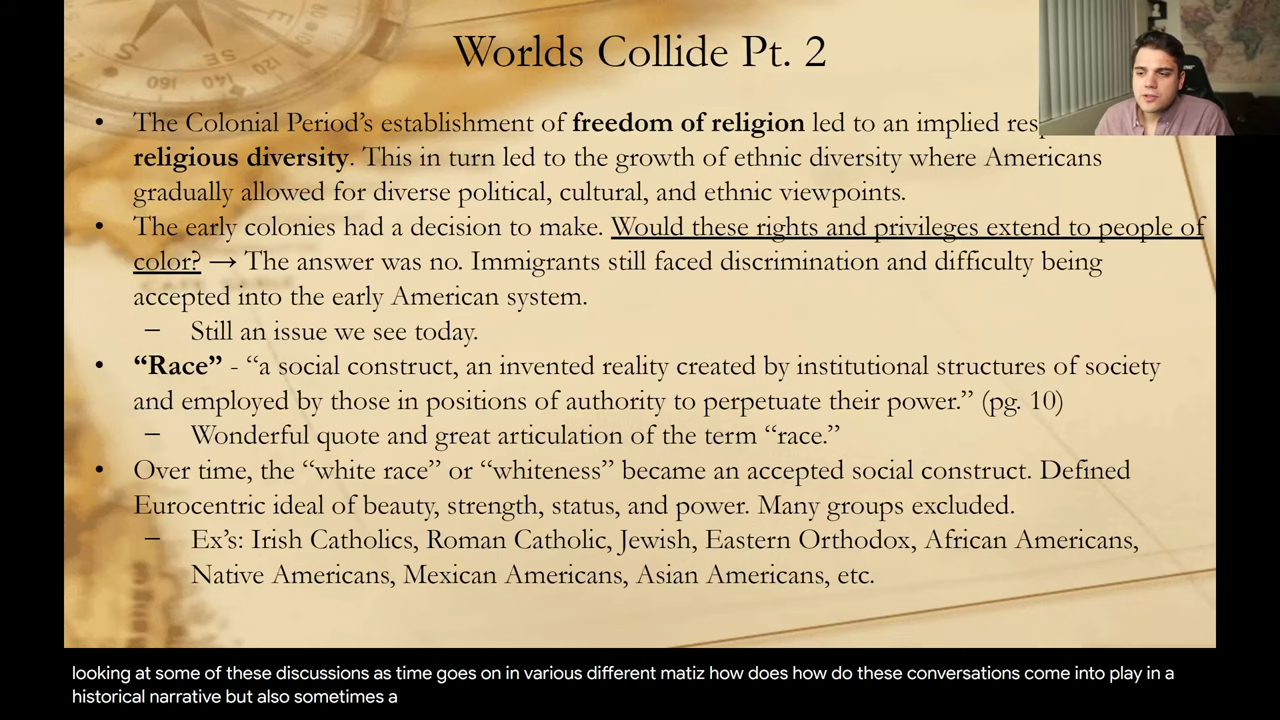 Worlds Collide Pt. 2
• The Colonial Period's establishment of freedom of religion led to an implied
religious diversity. This in turn led to the growth of ethnic diversity where Americans
gradually allowed for diverse political, cultural, and ethnic viewpoints.
• The early colonies had a decision to make. Would these rights and privileges extend to people of
color? → The answer was no. Immigrants still faced discrimination and difficulty being
accepted into the early American system.
– Still an issue we see today.
• “Race” - “a social construct, an invented reality created by institutional structures of society
and employed by those in positions of authority to perpetuate their power.” (pg. 10)
– Wonderful quote and great articulation of the term “race.”
• Over time, the “white race” or “whiteness” became an accepted social construct. Defined
Eurocentric ideal of beauty, strength, status, and power. Many groups excluded.
– Ex's: Irish Catholics, Roman Catholic, Jewish, Eastern Orthodox, African Americans,
Native Americans, Mexican Americans, Asian Americans, etc.
looking at some of these discussions as time goes on in various different matiz how does how do these conversations come into play in a
historical narrative but also sometimes a